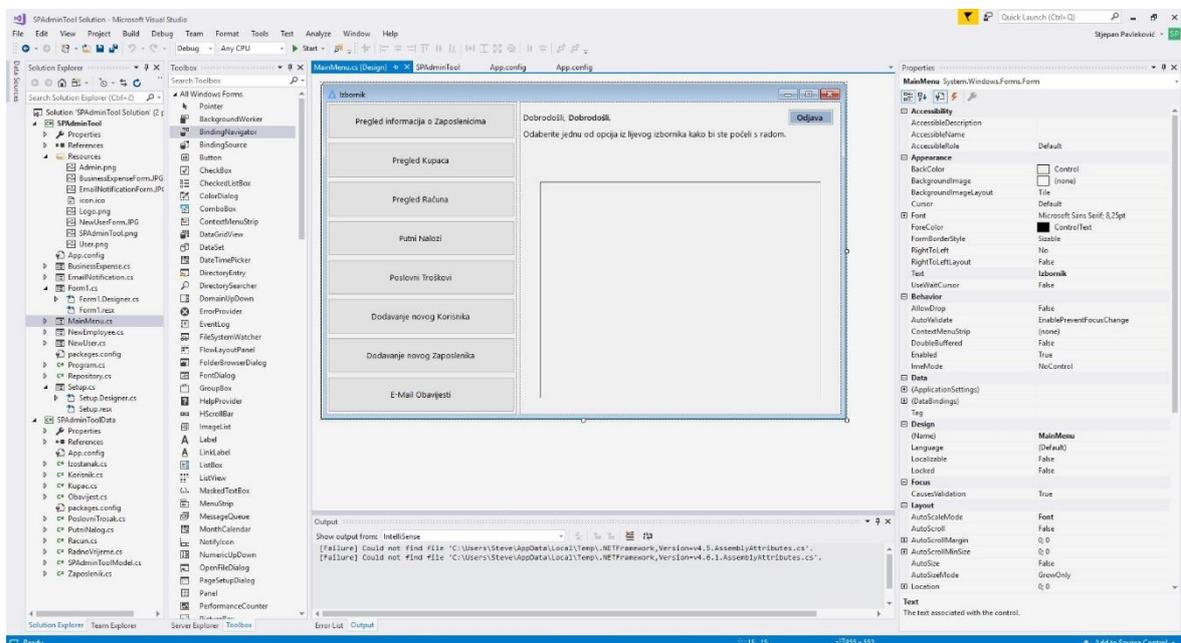 SPAdminTool Solution - Microsoft Visual Studio
Quick Launch (Ctrl+Q)
File Edit View Project Build Debug Team Format Tools Test Analyze Window Help
Stjepan Pavleković
SP
Debug Any CPU Start
Data Sources
Solution Explorer
Search Solution Explorer (Ctrl+č)
Solution 'SPAdminTool Solution' (2 p
SPAdminTool
Properties
References
Resources
Admin.png
BusinessExpenseForm.JPG
EmailNotificationForm.JPG
icon.ico
Logo.png
NewUserForm.JPG
SPAdminTool.png
User.png
App.config
BusinessExpense.cs
EmailNotification.cs
Form1.cs
Form1.Designer.cs
Form1.resx
MainMenu.cs
NewEmployee.cs
NewUser.cs
packages.config
Program.cs
Repository.cs
Setup.cs
Setup.Designer.cs
Setup.resx
SPAdminToolData
Properties
References
App.config
Izostanak.cs
Korisnik.cs
Kupac.cs
Obavijest.cs
packages.config
PoslovniTrosak.cs
PutniNalog.cs
Racun.cs
RadnoVrijeme.cs
SPAdminToolModel.cs
Zaposlenik.cs
Solution Explorer Team Explorer
Toolbox
Search Toolbox
All Windows Forms
Pointer
BackgroundWorker
BindingNavigator
BindingSource
Button
CheckBox
CheckedListBox
ColorDialog
ComboBox
ContextMenuStrip
DataGridView
DataSet
DateTimePicker
DirectoryEntry
DirectorySearcher
DomainUpDown
ErrorProvider
EventLog
FileSystemWatcher
FlowLayoutPanel
FolderBrowserDialog
FontDialog
GroupBox
HelpProvider
HScrollBar
ImageList
Label
LinkLabel
ListBox
ListView
MaskedTextBox
MenuStrip
MessageQueue
MonthCalendar
NotifyIcon
NumericUpDown
OpenFileDialog
PageSetupDialog
Panel
PerformanceCounter
Server Explorer Toolbox
MainMenu.cs [Design] SPAdminTool App.config App.config
Izbornik
Pregled informacija o Zaposlenicima
Pregled Kupaca
Pregled Računa
Putni Nalozi
Poslovni Troškovi
Dodavanje novog Korisnika
Dodavanje novog Zaposlenika
E-Mail Obavijesti
Dobrodošli, Dobrodošli.
Odjava
Odaberite jednu od opcija iz lijevog izbornika kako bi ste počeli s radom.
Output
Show output from: IntelliSense
[Failure] Could not find file 'C:\Users\Steve\AppData\Local\Temp\.NETFramework,Version=v4.5.AssemblyAttributes.cs'.
[Failure] Could not find file 'C:\Users\Steve\AppData\Local\Temp\.NETFramework,Version=v4.6.1.AssemblyAttributes.cs'.
Error List Output
Properties
MainMenu System.Windows.Forms.Form
Accessibility
AccessibleDescription
AccessibleName
AccessibleRole Default
Appearance
BackColor Control
BackgroundImage (none)
BackgroundImageLayout Tile
Cursor Default
Font Microsoft Sans Serif; 8,25pt
ForeColor ControlText
FormBorderStyle Sizable
RightToLeft No
RightToLeftLayout False
Text Izbornik
UseWaitCursor False
Behavior
AllowDrop False
AutoValidate EnablePreventFocusChange
ContextMenuStrip (none)
DoubleBuffered False
Enabled True
ImeMode NoControl
Data
(ApplicationSettings)
(DataBindings)
Tag
Design
(Name) MainMenu
Language (Default)
Localizable False
Locked False
Focus
CausesValidation True
Layout
AutoScaleMode Font
AutoScroll False
AutoScrollMargin 0; 0
AutoScrollMinSize 0; 0
AutoSize False
AutoSizeMode GrowOnly
Location 0; 0
Text
The text associated with the control.
Ready 15 , 15 855 x 552 Add to Source Control